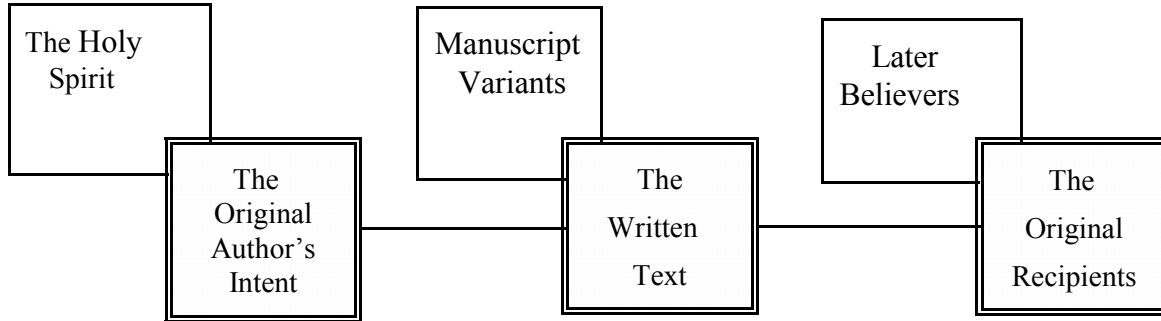 The Holy
Spirit
Manuscript
Variants
Later
Believers
The
Original
Author’s
Intent
The
Written
Text
The
Original
Recipients